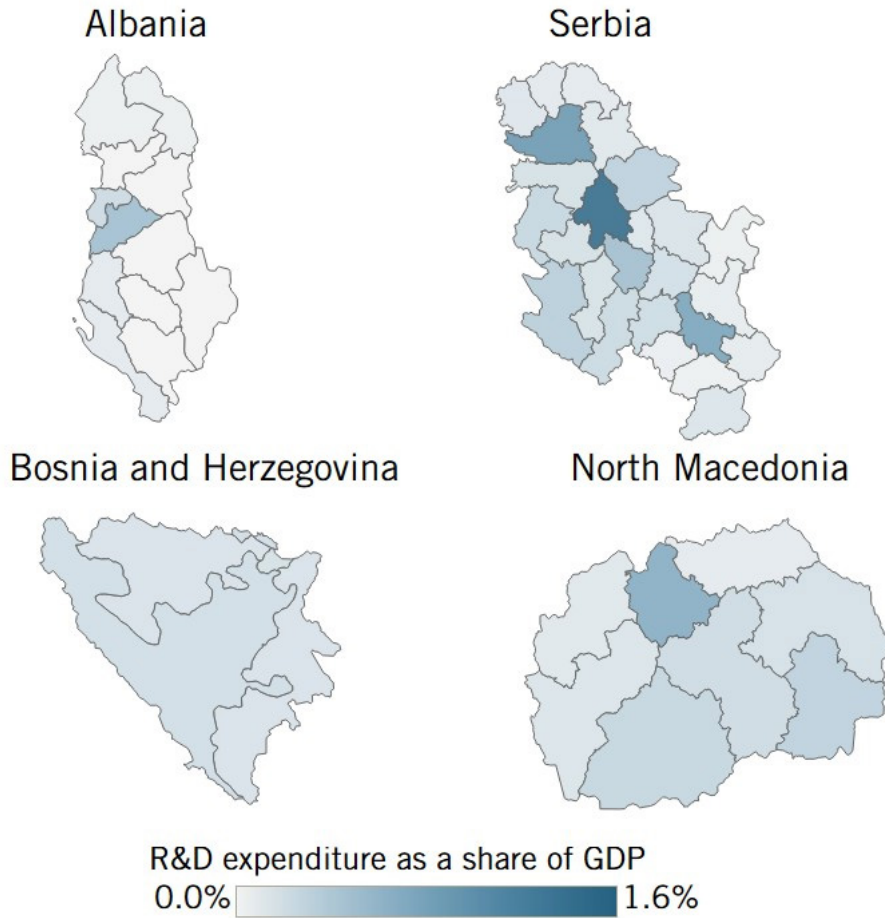 Albania
Serbia
Bosnia and Herzegovina
North Macedonia
R&D expenditure as a share of GDP
0.0%
1.6%